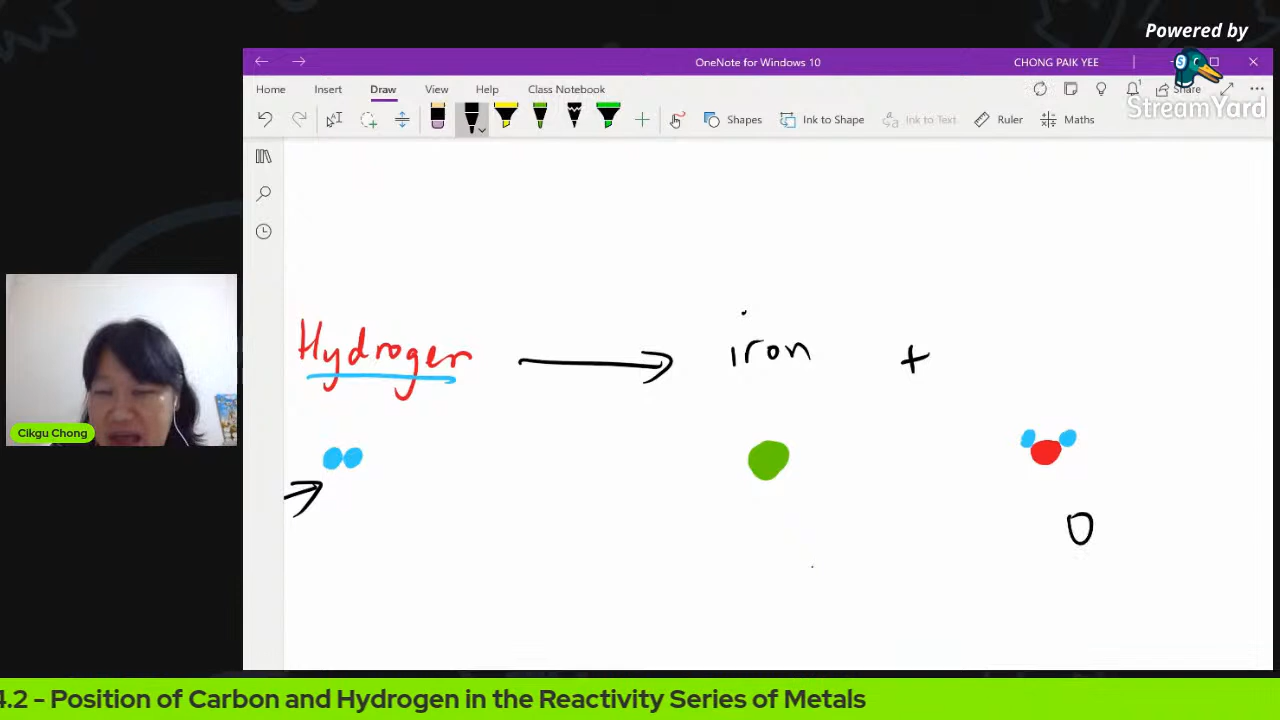 Powered by
StreamYard
OneNote for Windows 10
CHONG PAIK YEE
Home Insert Draw View Help Class Notebook
1 Share
Shapes Ink to Shape Ink to Text Ruler Maths
Hydrogen → iron +
O
Cikgu Chong
4.2 - Position of Carbon and Hydrogen in the Reactivity Series of Metals